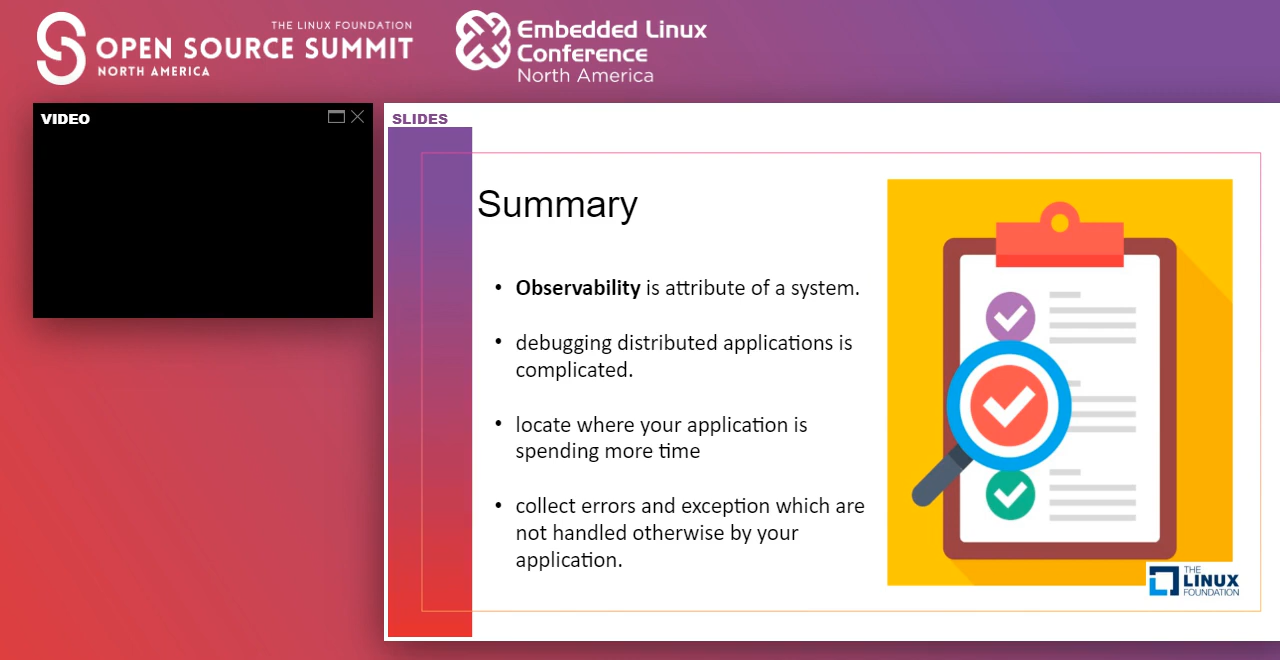 THE LINUX FOUNDATION
OPEN SOURCE SUMMIT
NORTH AMERICA
Embedded Linux
Conference
North America
VIDEO
SLIDES
Summary
• Observability is attribute of a system.
• debugging distributed applications is
complicated.
• locate where your application is
spending more time
• collect errors and exception which are
not handled otherwise by your
application.
THE
LINUX
FOUNDATION